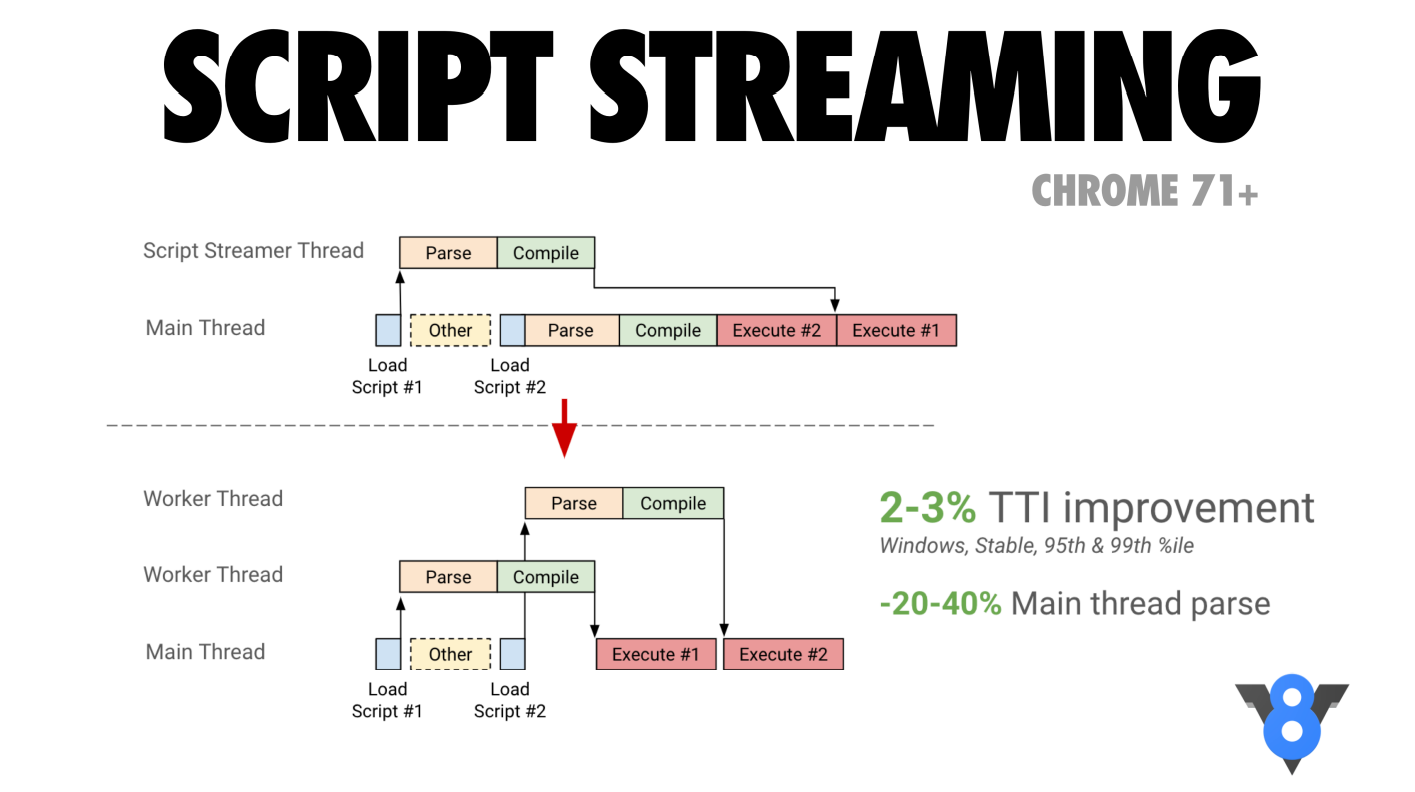 SCRIPT STREAMING
CHROME 71+
Script Streamer Thread
Parse
Compile
Main Thread
Other
Parse
Compile
Execute #2
Execute #1
Load
Script #1
Load
Script #2
Worker Thread
Parse
Compile
2-3% TTI improvement
Windows, Stable, 95th & 99th %ile
Worker Thread
Parse
Compile
-20-40% Main thread parse
Main Thread
Other
Execute #1
Execute #2
Load
Script #1
Load
Script #2
V8